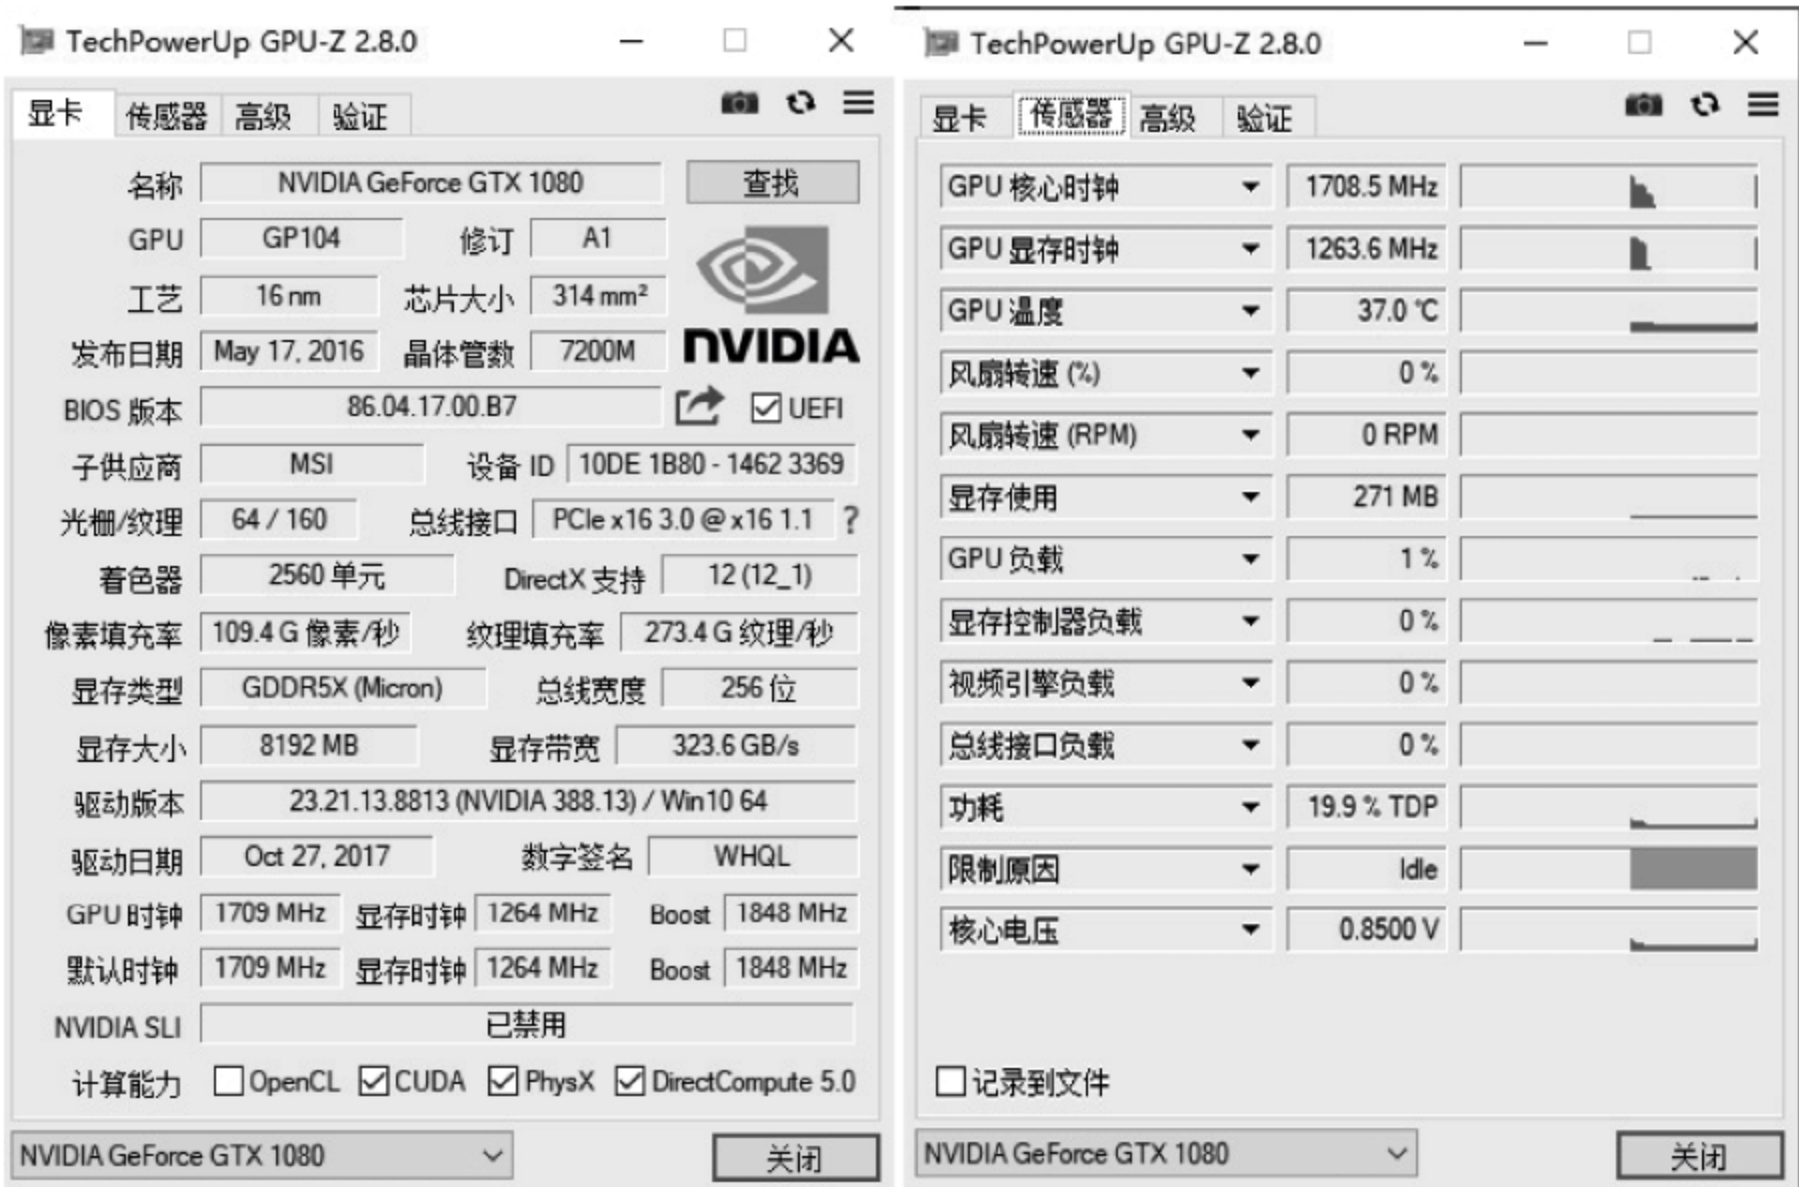 TechPowerUp GPU-Z 2.8.0
显卡 传感器 高级 验证
名称 NVIDIA GeForce GTX 1080 查找
GPU GP104 修订 A1
工艺 16 nm 芯片大小 314 mm²
发布日期 May 17, 2016 晶体管数 7200M
NVIDIA
BIOS 版本 86.04.17.00.B7 UEFI
子供应商 MSI 设备 ID 10DE 1B80 - 1462 3369
光栅/纹理 64 / 160 总线接口 PCIe x16 3.0 @ x16 1.1 ?
着色器 2560 单元 DirectX 支持 12 (12_1)
像素填充率 109.4 G 像素/秒 纹理填充率 273.4 G 纹理/秒
显存类型 GDDR5X (Micron) 总线宽度 256 位
显存大小 8192 MB 显存带宽 323.6 GB/s
驱动版本 23.21.13.8813 (NVIDIA 388.13) / Win10 64
驱动日期 Oct 27, 2017 数字签名 WHQL
GPU 时钟 1709 MHz 显存时钟 1264 MHz Boost 1848 MHz
默认时钟 1709 MHz 显存时钟 1264 MHz Boost 1848 MHz
NVIDIA SLI 已禁用
计算能力 OpenCL CUDA PhysX DirectCompute 5.0
NVIDIA GeForce GTX 1080 关闭
TechPowerUp GPU-Z 2.8.0
显卡 传感器 高级 验证
GPU 核心时钟 1708.5 MHz
GPU 显存时钟 1263.6 MHz
GPU 温度 37.0 °C
风扇转速 (%) 0 %
风扇转速 (RPM) 0 RPM
显存使用 271 MB
GPU 负载 1 %
显存控制器负载 0 %
视频引擎负载 0 %
总线接口负载 0 %
功耗 19.9 % TDP
限制原因 Idle
核心电压 0.8500 V
记录到文件
NVIDIA GeForce GTX 1080 关闭